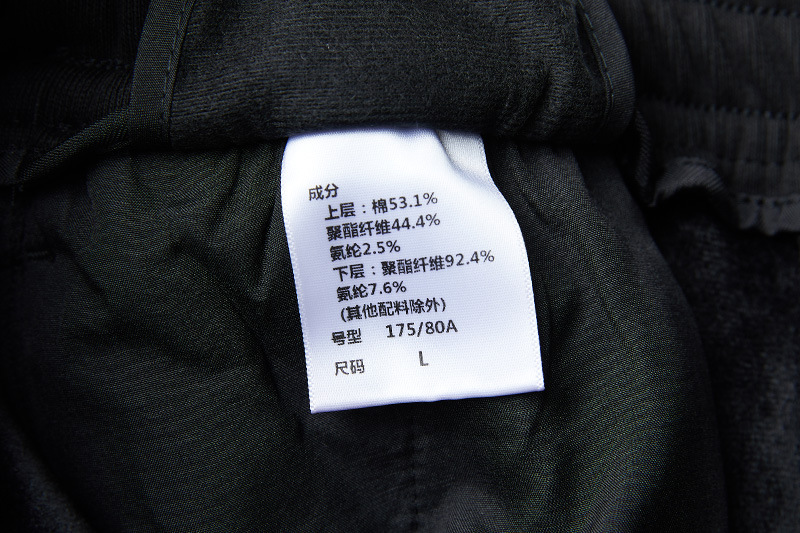 成分
上层：棉53.1%
聚酯纤维44.4%
氨纶2.5%
下层：聚酯纤维92.4%
氨纶7.6%
(其他配料除外)
号型 175/80A
尺码 L